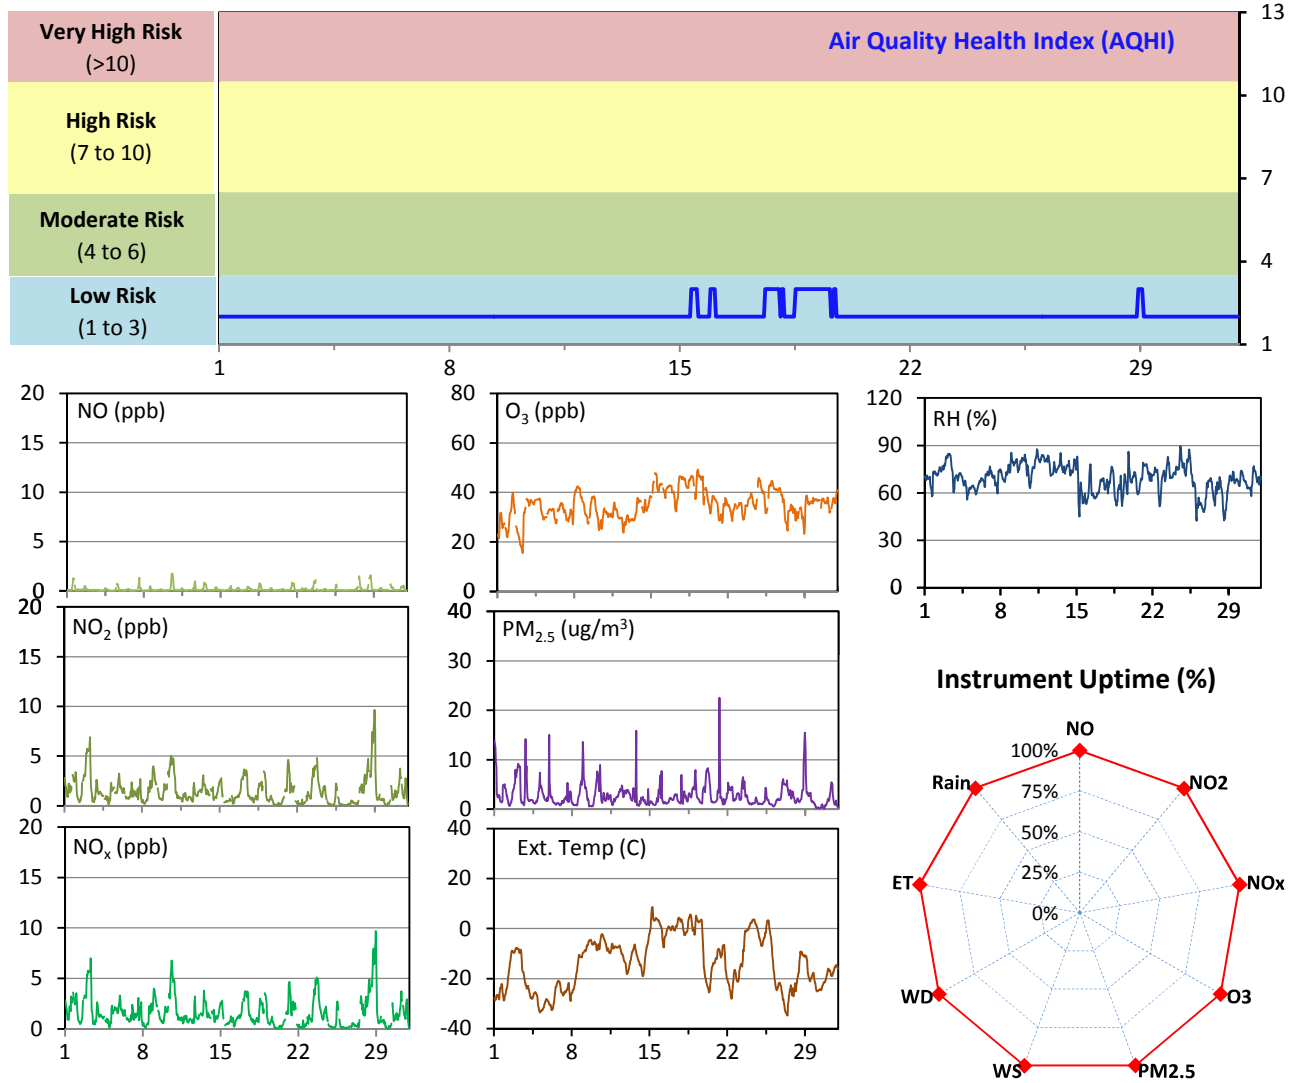 Very High Risk
(>10)
High Risk
(7 to 10)
Moderate Risk
(4 to 6)
Low Risk
(1 to 3)
Air Quality Health Index (AQHI)
13
10
7
4
1
1 8 15 22 29
NO (ppb)
20
15
10
5
0
O3 (ppb)
80
60
40
20
0
RH (%)
120
90
60
30
0
1 8 15 22 29
NO2 (ppb)
20
15
10
5
0
PM2.5 (ug/m³)
40
30
20
10
0
NOx (ppb)
20
15
10
5
0
1 8 15 22 29
Ext. Temp (C)
40
20
0
-20
-40
1 8 15 22 29
Instrument Uptime (%)
NO
NO2
NOx
O3
PM2.5
WS
WD
ET
Rain
100%
75%
50%
25%
0%